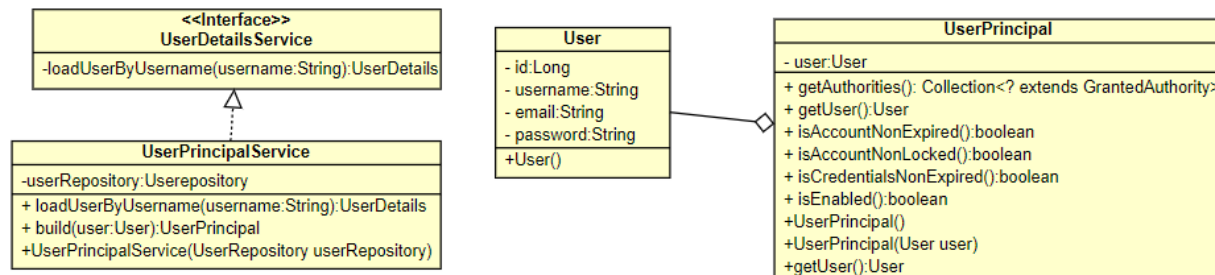 <<Interface>>
UserDetailsService
-loadUserByUsername(username:String):UserDetails
UserPrincipalService
-userRepository:Userepository
+ loadUserByUsername(username:String):UserDetails
+ build(user:User):UserPrincipal
+UserPrincipalService(UserRepository userRepository)
User
- id:Long
- username:String
- email:String
- password:String
+User()
UserPrincipal
- user:User
+ getAuthorities(): Collection<? extends GrantedAuthority>
+ getUser():User
+ isAccountNonExpired():boolean
+ isAccountNonLocked():boolean
+ isCredentialsNonExpired():boolean
+ isEnabled():boolean
+UserPrincipal()
+UserPrincipal(User user)
+getUser():User